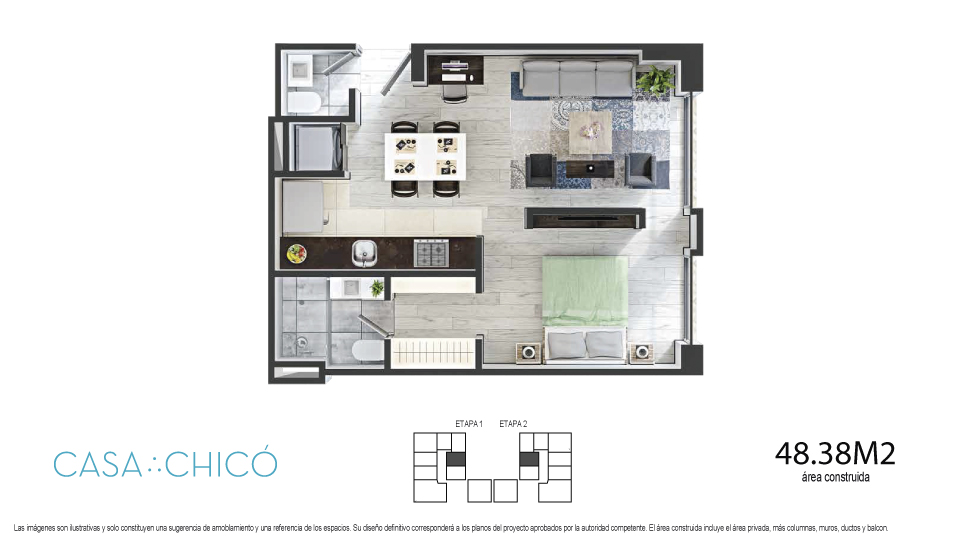 ETAPA 1 ETAPA 2
CASA∴CHICÓ
48.38M2
área construida
Las imágenes son ilustrativas y solo constituyen una sugerencia de amoblamiento y una referencia de los espacios. Su diseño definitivo corresponderá a los planos del proyecto aprobados por la autoridad competente. El área construida incluye el área privada, más columnas, muros, ductos y balcon.